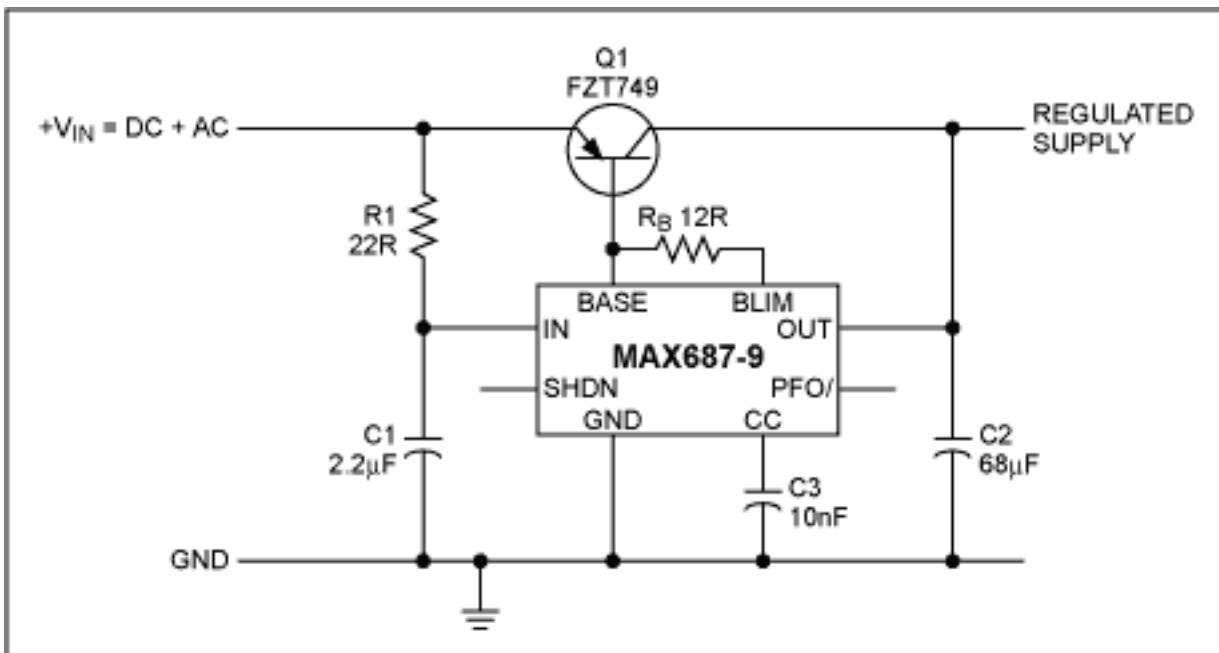 Q1
FZT749
+VIN = DC + AC
REGULATED
SUPPLY
R1
22R
RB 12R
BASE
BLIM
IN
OUT
MAX687-9
SHDN
PFO/
GND
CC
C1
2.2µF
C2
68µF
C3
10nF
GND